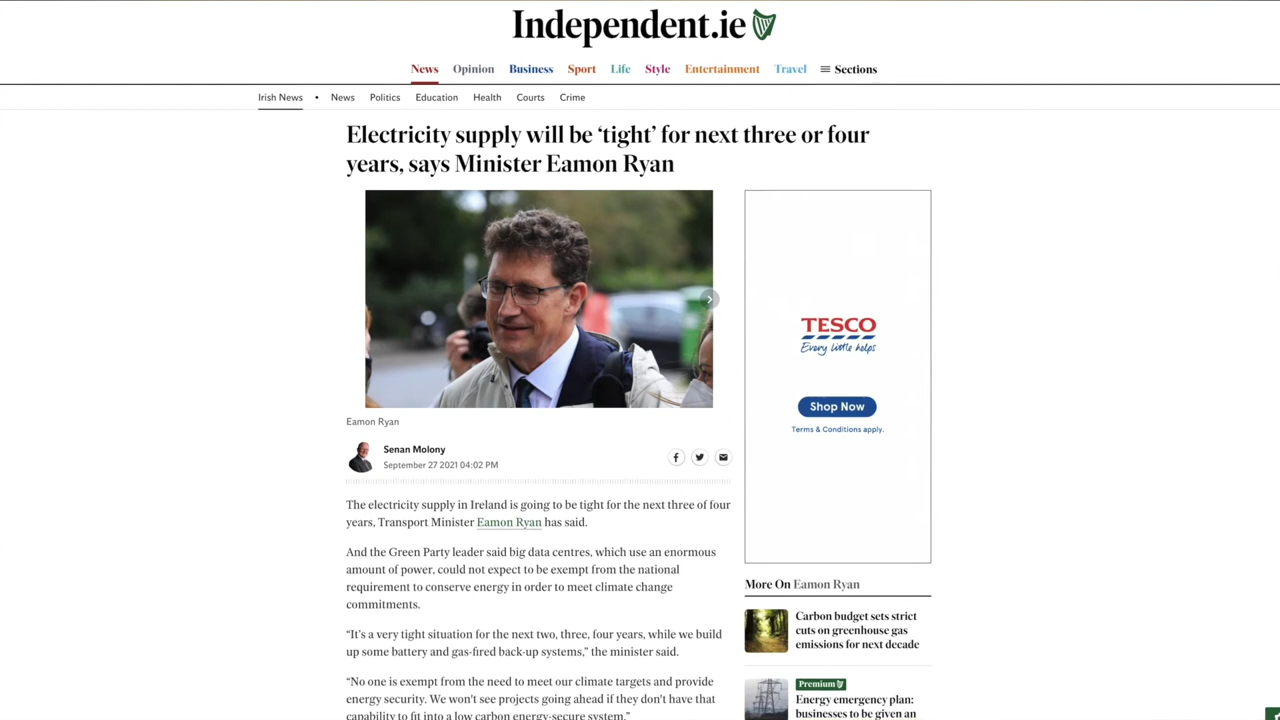 Independent.ie
News Opinion Business Sport Life Style Entertainment Travel Sections
Irish News • News Politics Education Health Courts Crime
Electricity supply will be ‘tight’ for next three or four
years, says Minister Eamon Ryan
Eamon Ryan
Senan Molony
September 27 2021 04:02 PM
The electricity supply in Ireland is going to be tight for the next three of four
years, Transport Minister Eamon Ryan has said.
And the Green Party leader said big data centres, which use an enormous
amount of power, could not expect to be exempt from the national
requirement to conserve energy in order to meet climate change
commitments.
“It’s a very tight situation for the next two, three, four years, while we build
up some battery and gas-fired back-up systems,” the minister said.
“No one is exempt from the need to meet our climate targets and provide
energy security. We won't see projects going ahead if they don't have that
capability to fit into a low carbon energy-secure system.”
TESCO
Every little helps
Shop Now
Terms & Conditions apply.
More On Eamon Ryan
Carbon budget sets strict
cuts on greenhouse gas
emissions for next decade
Premium
Energy emergency plan:
businesses to be given an